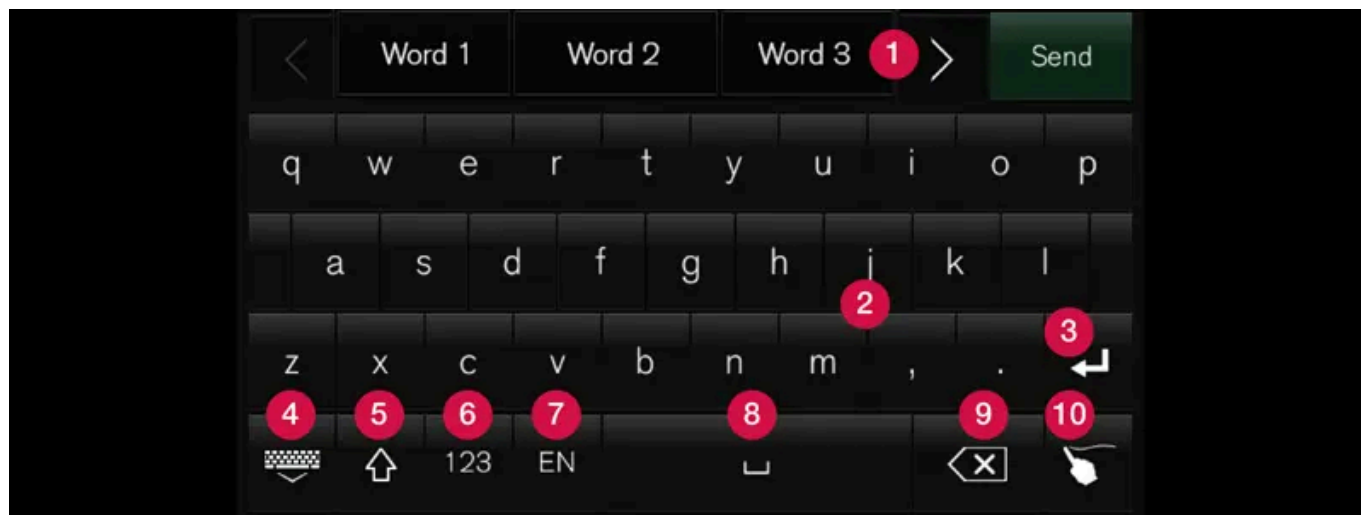 Word 1 Word 2 Word 3 1 Send
q w e r t y u i o p
a s d f g h j k l
2
3
z x c v b n m , .
4 5 6 7 8 9 10
123 EN